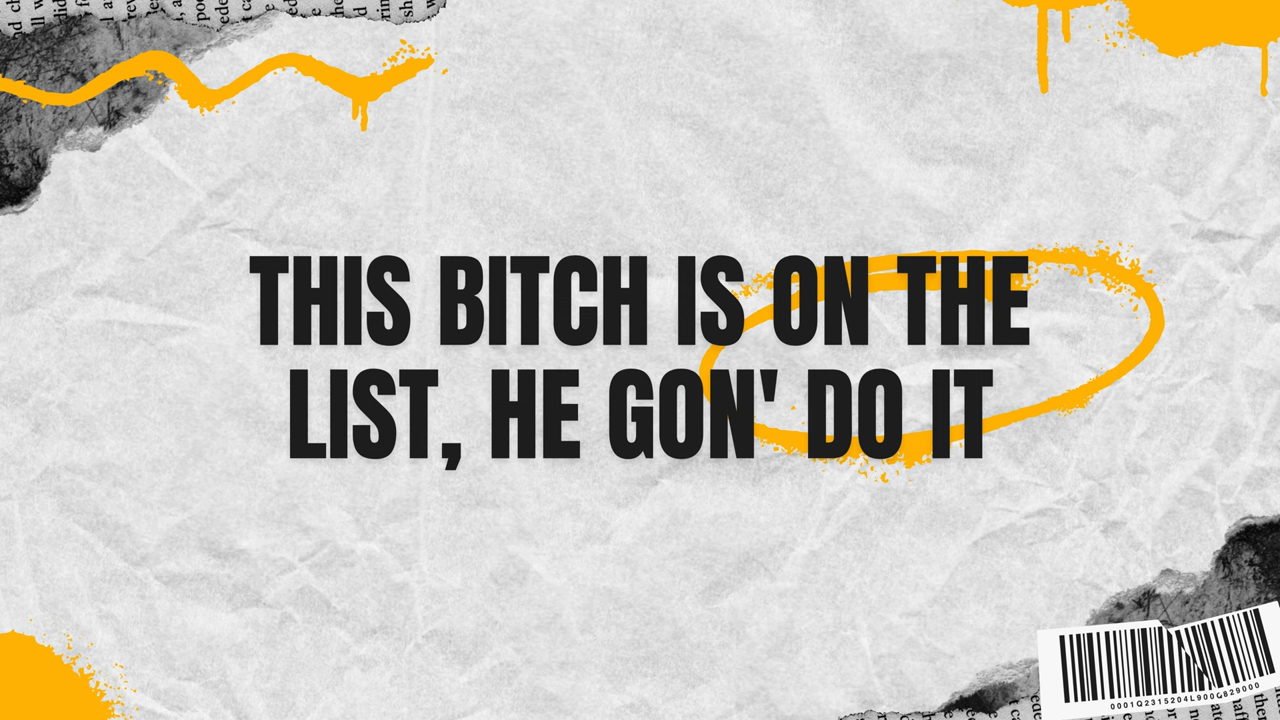 THIS BITCH IS ON THE
LIST, HE GON' DO IT